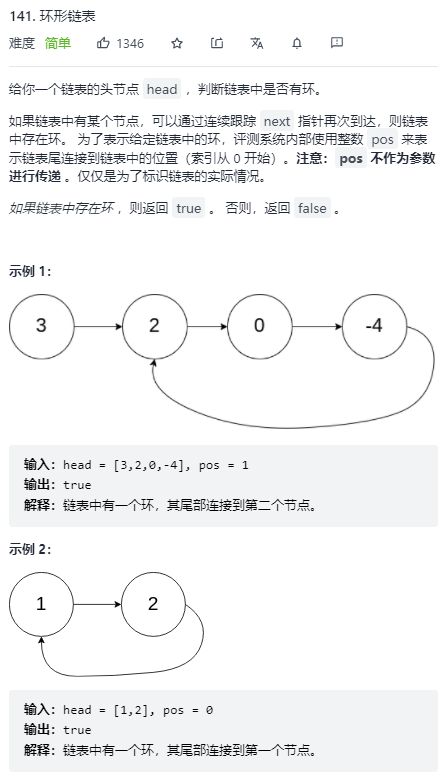 141. 环形链表
难度 简单 1346
给你一个链表的头节点 head ，判断链表中是否有环。
如果链表中有某个节点，可以通过连续跟踪 next 指针再次到达，则链
表中存在环。 为了表示给定链表中的环，评测系统内部使用整数 pos 来表
示链表尾连接到链表中的位置（索引从 0 开始）。注意：pos 不作为参数
进行传递 。仅仅是为了标识链表的实际情况。
如果链表中存在环 ，则返回 true 。 否则，返回 false 。
示例 1：
3 2 0 -4
输入：head = [3,2,0,-4], pos = 1
输出：true
解释：链表中有一个环，其尾部连接到第二个节点。
示例 2：
1 2
输入：head = [1,2], pos = 0
输出：true
解释：链表中有一个环，其尾部连接到第一个节点。